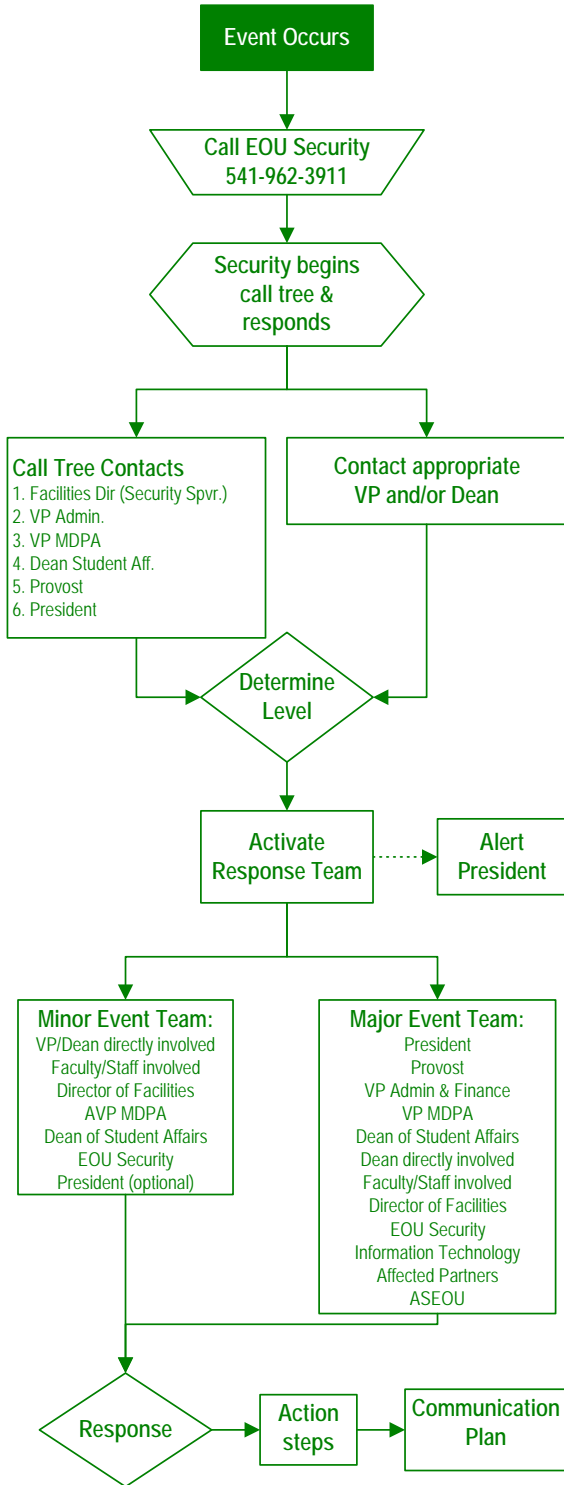 Event Occurs
Call EOU Security
541-962-3911
Security begins
call tree &
responds
Call Tree Contacts
1. Facilities Dir (Security Spvr.)
2. VP Admin.
3. VP MDPA
4. Dean Student Aff.
5. Provost
6. President
Contact appropriate
VP and/or Dean
Determine
Level
Activate
Response Team
Alert
President
Minor Event Team:
VP/Dean directly involved
Faculty/Staff involved
Director of Facilities
AVP MDPA
Dean of Student Affairs
EOU Security
President (optional)
Major Event Team:
President
Provost
VP Admin & Finance
VP MDPA
Dean of Student Affairs
Dean directly involved
Faculty/Staff involved
Director of Facilities
EOU Security
Information Technology
Affected Partners
ASEOU
Response
Action
steps
Communication
Plan